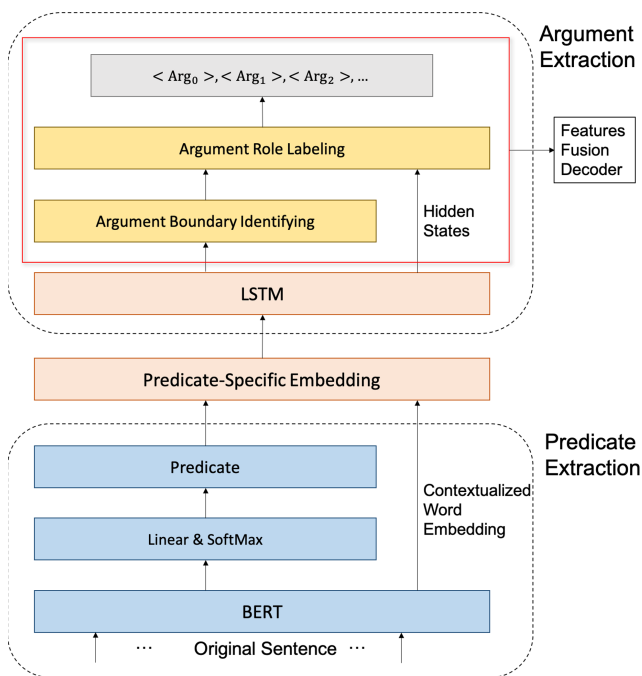 Argument
Extraction
< Arg₀ >, < Arg₁ >, < Arg₂ >, ...
Features
Fusion
Decoder
Argument Role Labeling
Argument Boundary Identifying
Hidden
States
LSTM
Predicate-Specific Embedding
Predicate
Extraction
Predicate
Contextualized
Word
Embedding
Linear & SoftMax
BERT
... Original Sentence ...